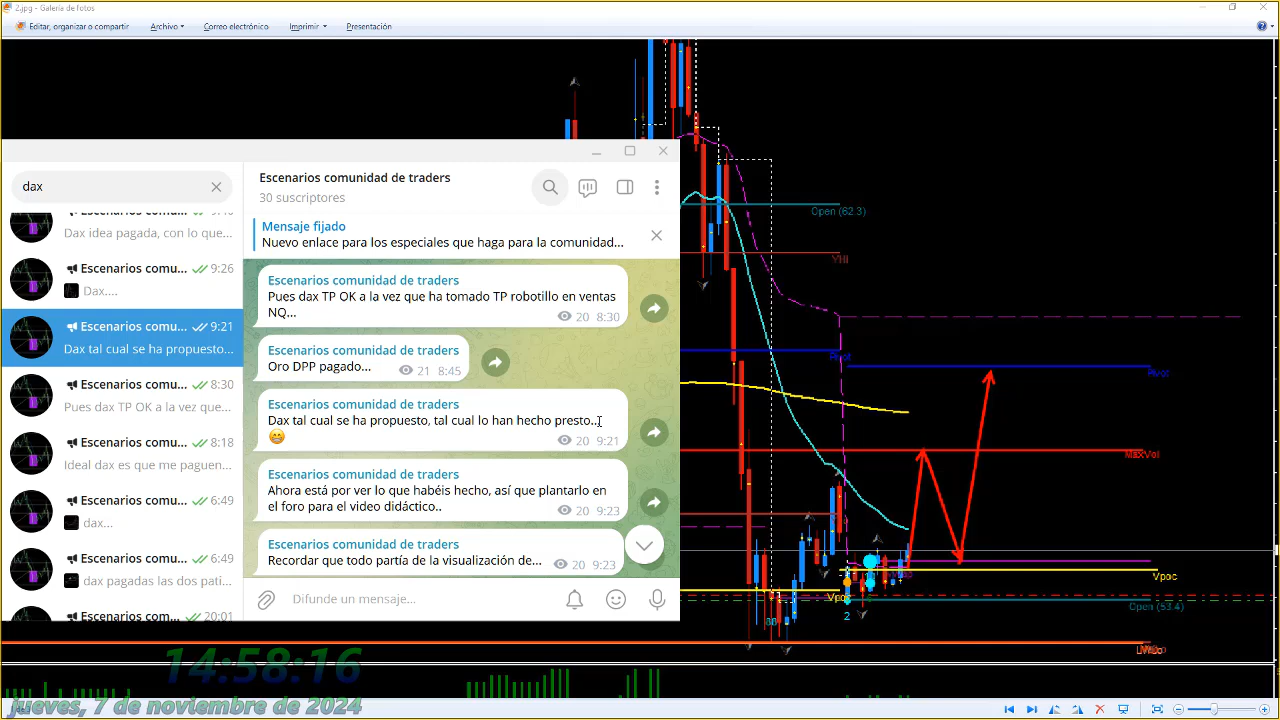 2.jpg - Galería de fotos
Editar, organizar o compartir
Archivo
Correo electrónico
Imprimir
Presentación
dax
Escenarios comunidad de traders
30 suscriptores
Mensaje fijado
Nuevo enlace para los especiales que haga para la comunidad...
Dax idea pagada, con lo que...
Escenarios comu... 9:26
Dax....
Escenarios comu... 9:21
Dax tal cual se ha propuesto...
Escenarios comu... 8:30
Pues dax TP OK a la vez que...
Escenarios comu... 8:18
Ideal dax es que me paguen...
Escenarios comu... 6:49
dax...
Escenarios comu... 6:49
dax pagadas las dos pati...
Escenarios comu... 20:01
Escenarios comunidad de traders
Pues dax TP OK a la vez que ha tomado TP robotillo en ventas
NQ...
20 8:30
Escenarios comunidad de traders
Oro DPP pagado...
21 8:45
Escenarios comunidad de traders
Dax tal cual se ha propuesto, tal cual lo han hecho presto...
20 9:21
Escenarios comunidad de traders
Ahora está por ver lo que habéis hecho, así que plantarlo en
el foro para el video didáctico..
20 9:23
Escenarios comunidad de traders
Recordar que todo partía de la visualización de...
20 9:23
Difunde un mensaje...
Open (62.3)
YHI
Pivot
Pivot
MaxVol
Vpoc
Vpoc
Open (53.4)
88
2
14:58:16
jueves, 7 de noviembre de 2024